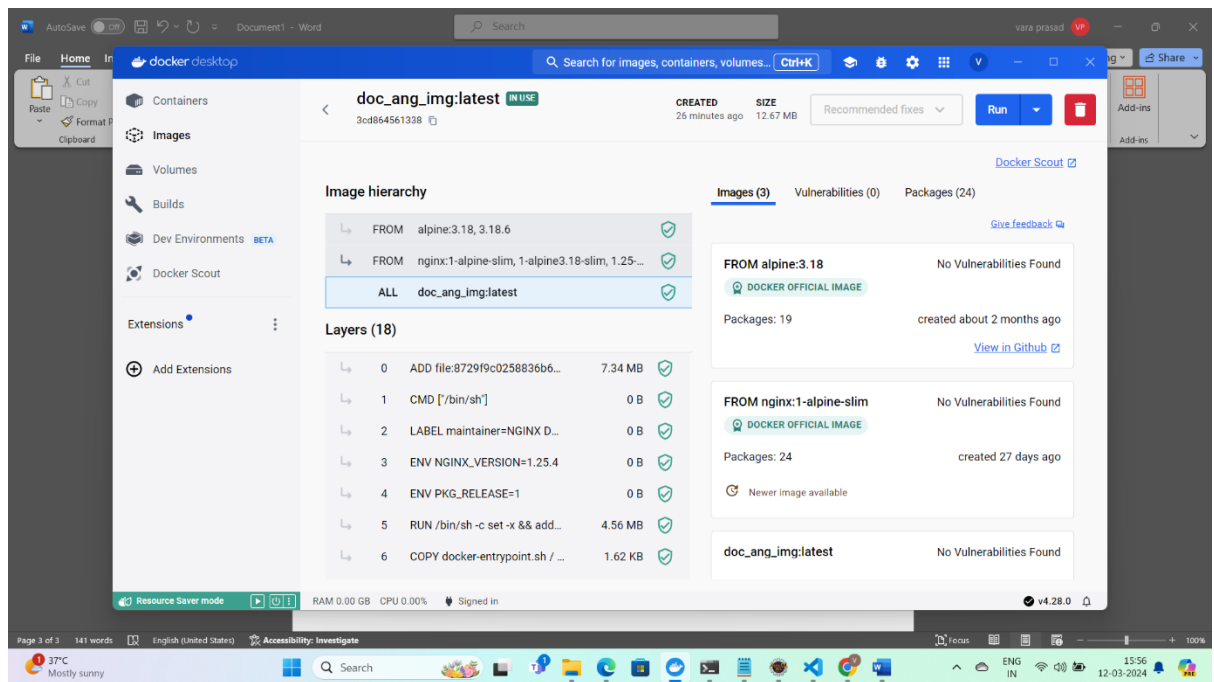 AutoSave Off Document1 - Word Search vara prasad VP
File Home In ng Share
Paste Cut Copy Format P Clipboard
Add-ins
Add-ins
docker desktop Search for images, containers, volumes... Ctrl+K V
Containers
Images
Volumes
Builds
Dev Environments BETA
Docker Scout
Extensions
Add Extensions
doc_ang_img:latest IN USE
3cd864561338
CREATED SIZE
26 minutes ago 12.67 MB
Recommended fixes Run
Docker Scout
Image hierarchy
FROM alpine:3.18, 3.18.6
FROM nginx:1-alpine-slim, 1-alpine3.18-slim, 1.25-...
ALL doc_ang_img:latest
Layers (18)
0 ADD file:8729f9c0258836b6... 7.34 MB
1 CMD ["/bin/sh"] 0 B
2 LABEL maintainer=NGINX D... 0 B
3 ENV NGINX_VERSION=1.25.4 0 B
4 ENV PKG_RELEASE=1 0 B
5 RUN /bin/sh -c set -x && add... 4.56 MB
6 COPY docker-entrypoint.sh / ... 1.62 KB
Images (3) Vulnerabilities (0) Packages (24)
Give feedback
FROM alpine:3.18 No Vulnerabilities Found
DOCKER OFFICIAL IMAGE
Packages: 19 created about 2 months ago
View in Github
FROM nginx:1-alpine-slim No Vulnerabilities Found
DOCKER OFFICIAL IMAGE
Packages: 24 created 27 days ago
Newer image available
doc_ang_img:latest No Vulnerabilities Found
Resource Saver mode RAM 0.00 GB CPU 0.00% Signed in v4.28.0
Page 3 of 3 141 words English (United States) Accessibility: Investigate Focus 100%
1 37°C
Mostly sunny
Search
ENG
IN
15:56
12-03-2024
PRE